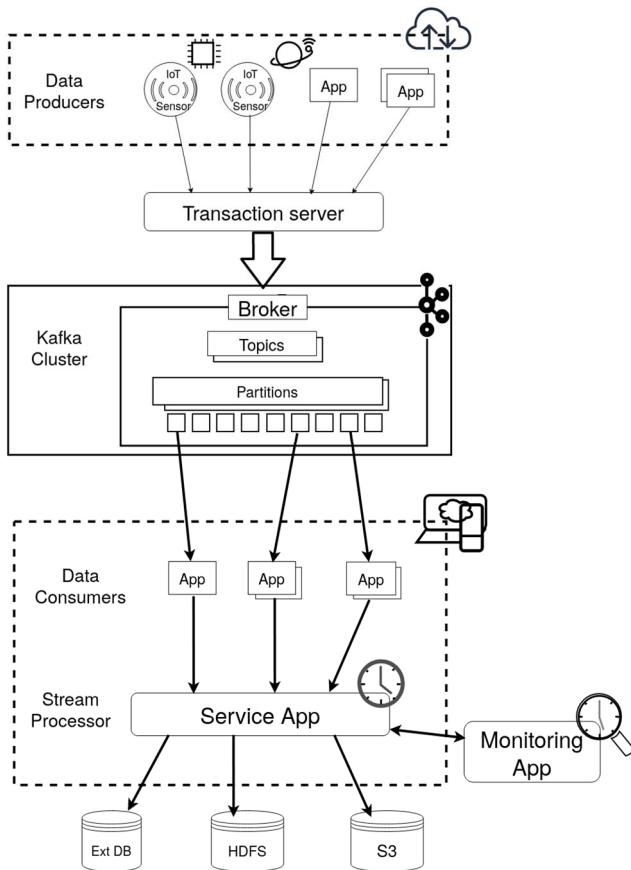 Data
Producers
IoT
Sensor
IoT
Sensor
App
App
Transaction server
Kafka
Cluster
Broker
Topics
Partitions
Data
Consumers
App
App
App
Stream
Processor
Service App
Monitoring
App
Ext DB
HDFS
S3